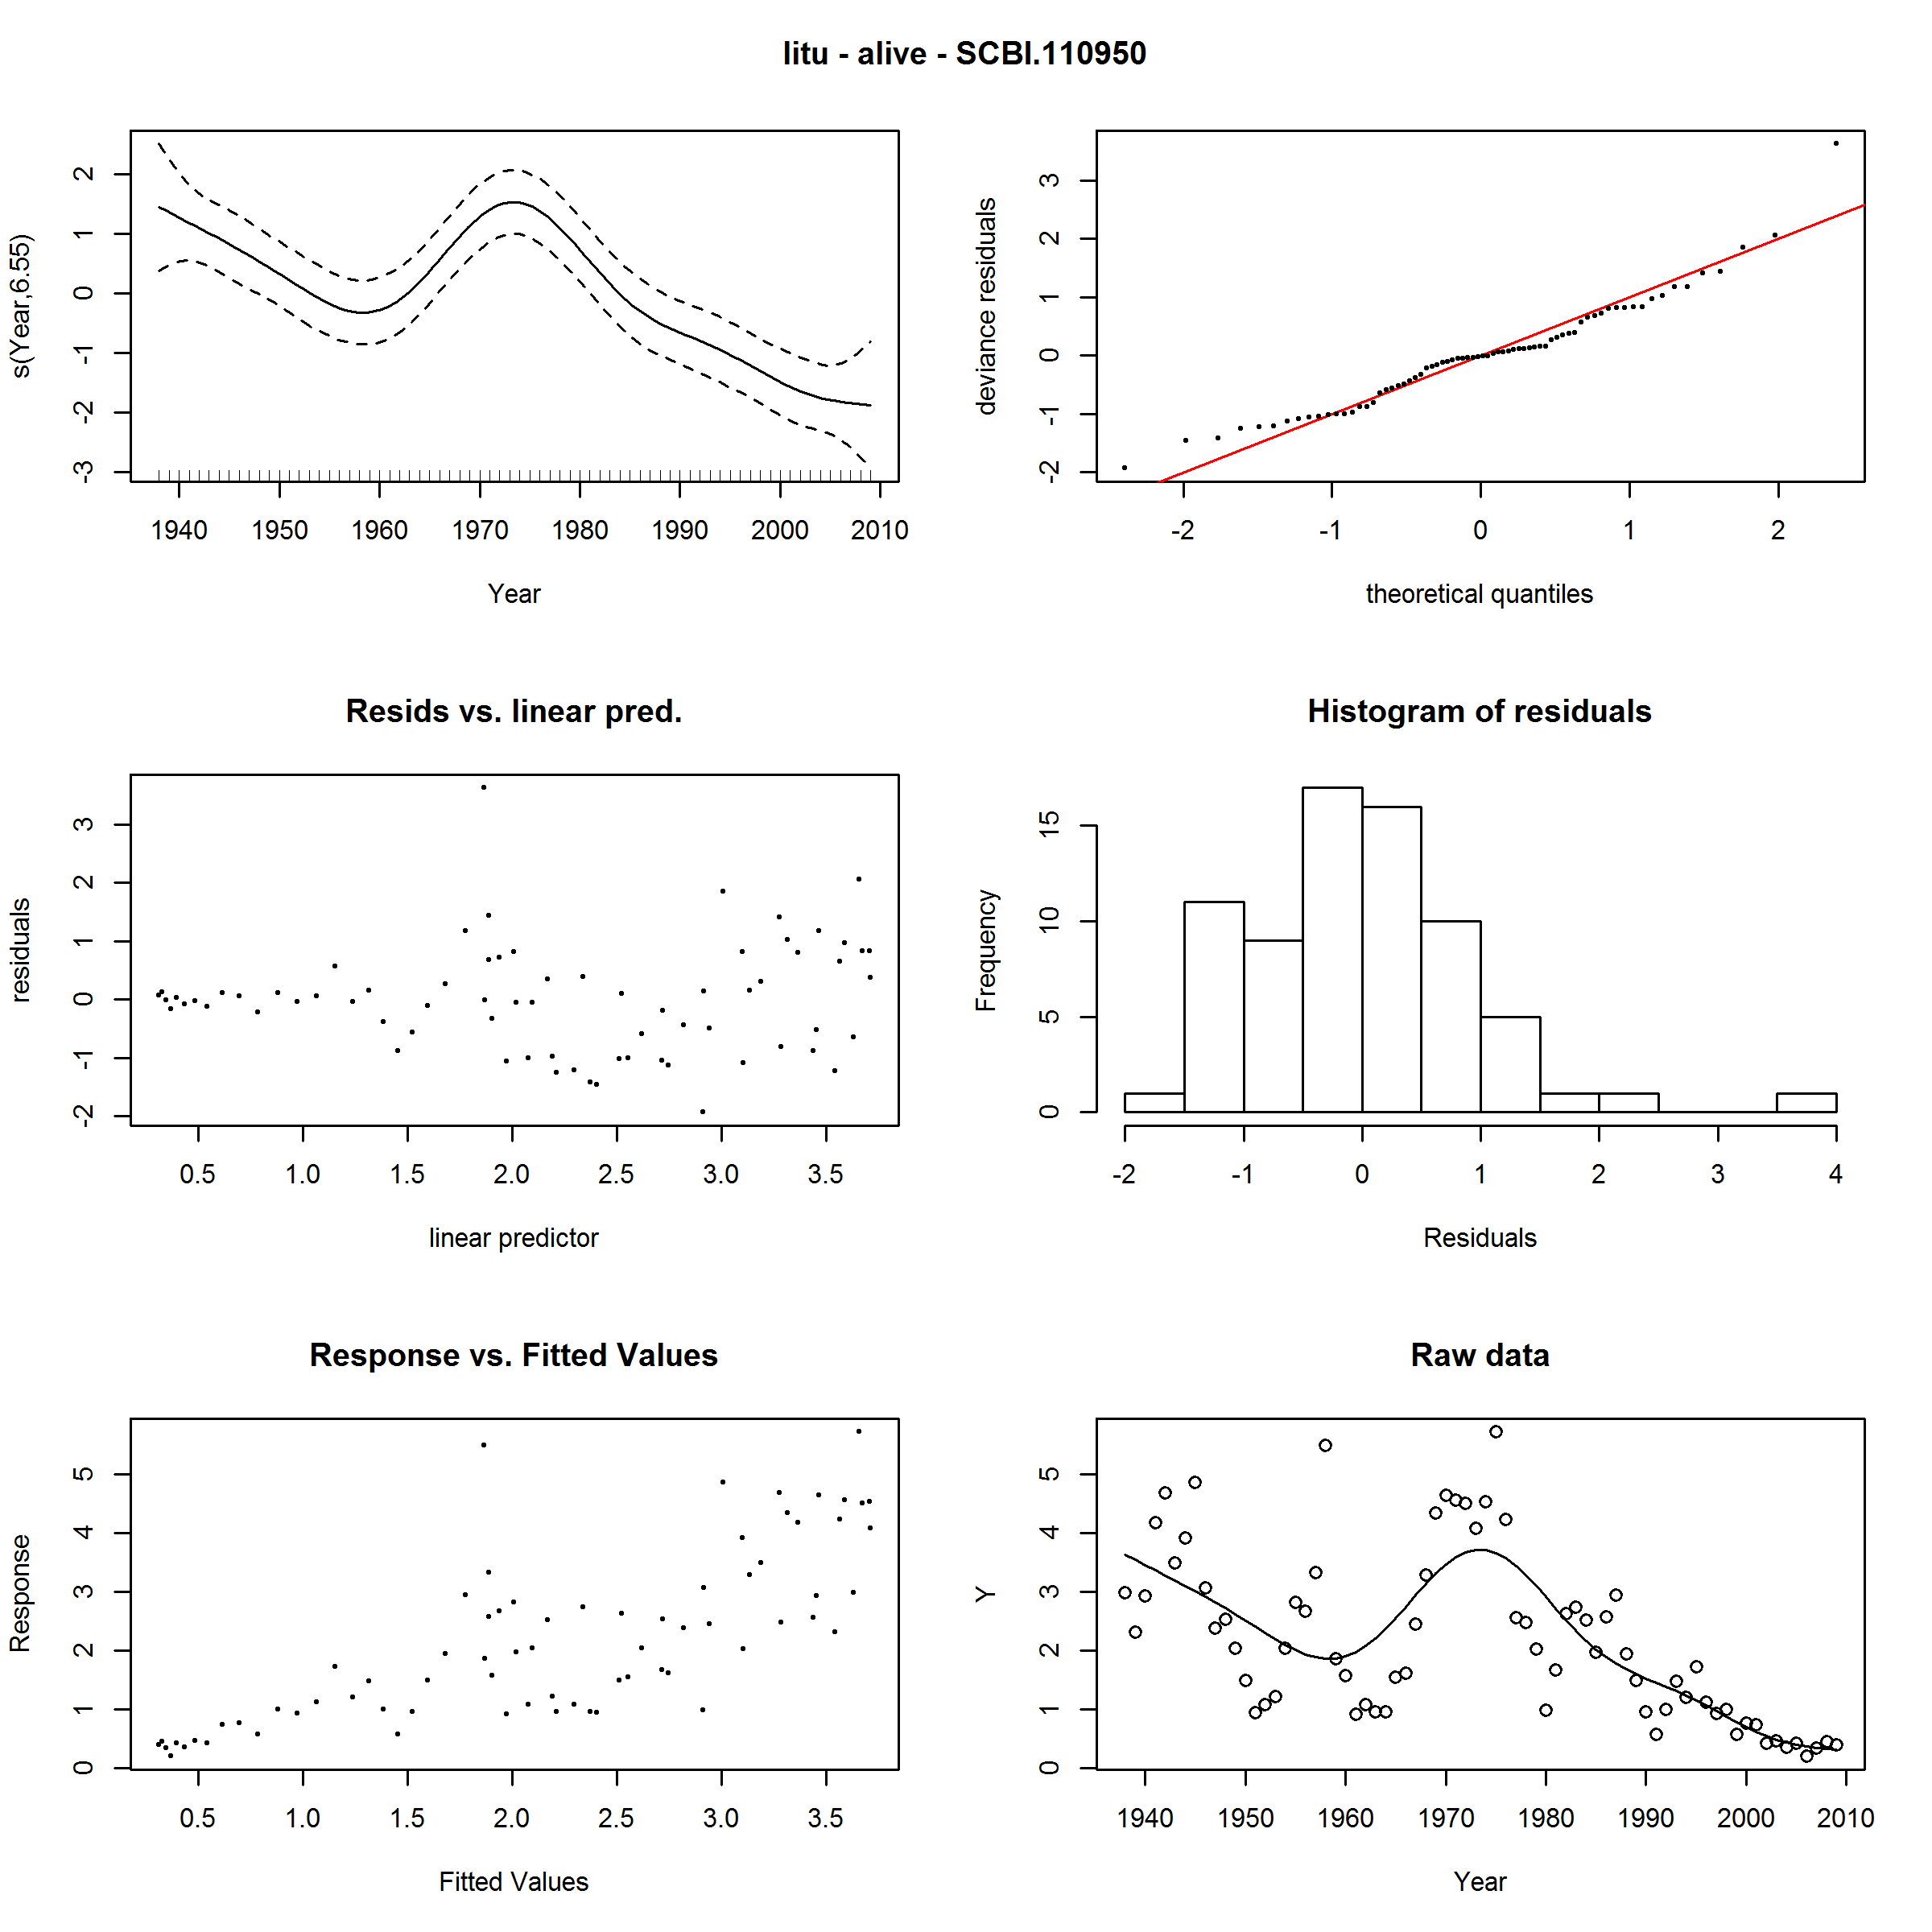 litu - alive - SCBI.110950
s(Year,6.55)
2
1
0
-1
-2
-3
1940 1950 1960 1970 1980 1990 2000 2010
Year
deviance residuals
3
2
1
0
-1
-2
-2 -1 0 1 2
theoretical quantiles
Resids vs. linear pred.
residuals
3
2
1
0
-1
-2
0.5 1.0 1.5 2.0 2.5 3.0 3.5
linear predictor
Histogram of residuals
Frequency
15
10
5
0
-2 -1 0 1 2 3 4
Residuals
Response vs. Fitted Values
Response
5
4
3
2
1
0
0.5 1.0 1.5 2.0 2.5 3.0 3.5
Fitted Values
Raw data
Y
5
4
3
2
1
0
1940 1950 1960 1970 1980 1990 2000 2010
Year